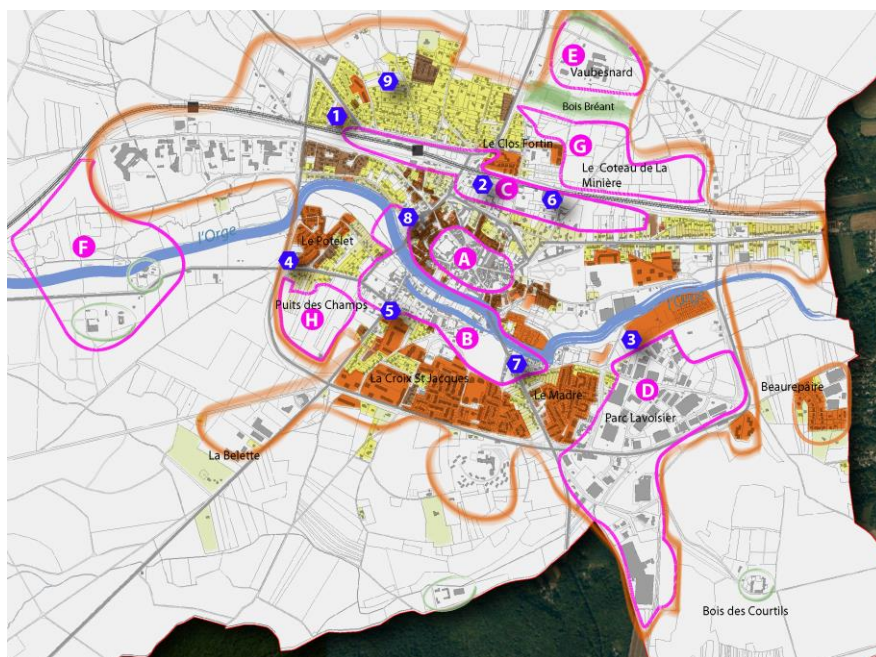 E
Vaubesnard
9
Bois Bréant
1
Le Clos Fortin
G
Le Coteau de La
Minière
2
C
6
8
F
l'Orge
Le Potelet
A
4
Puits des Champs
H
5
B
7
3
l'Orge
La Croix St Jacques
Le Madre
D
Parc Lavoisier
Beaurepaire
La Belette
Bois des Courtils